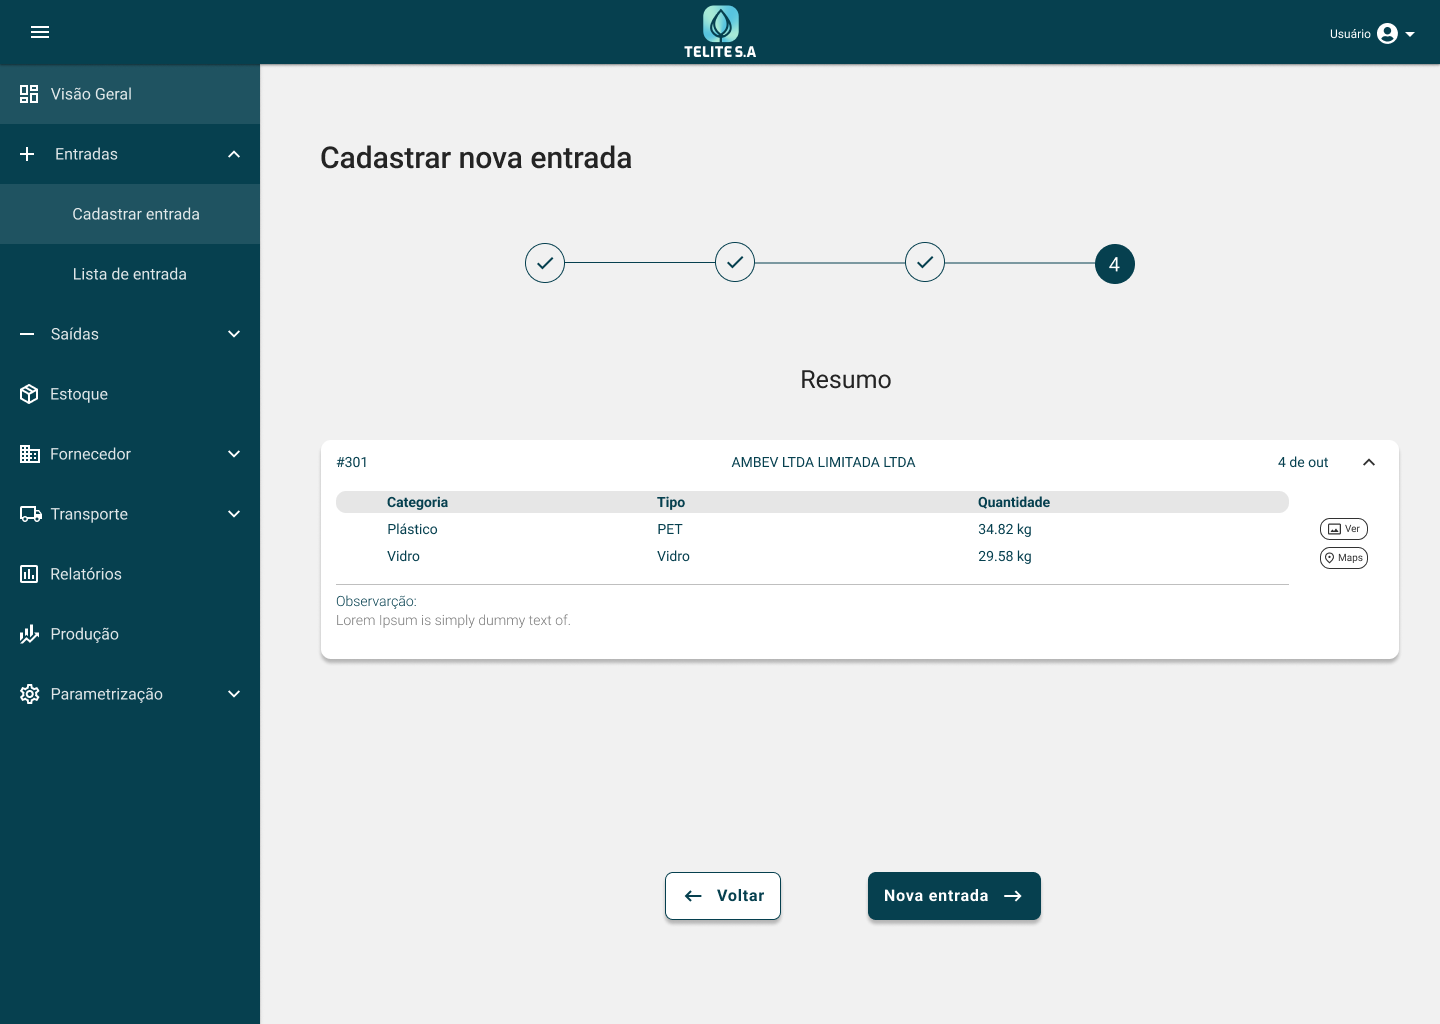 TELITE S.A
Usuário
Visão Geral
Entradas
Cadastrar entrada
Lista de entrada
Saídas
Estoque
Fornecedor
Transporte
Relatórios
Produção
Parametrização
Cadastrar nova entrada
4
Resumo
#301 AMBEV LTDA LIMITADA LTDA 4 de out
Categoria Tipo Quantidade
Plástico PET 34.82 kg Ver
Vidro Vidro 29.58 kg Maps
Observarção:
Lorem Ipsum is simply dummy text of.
Voltar Nova entrada